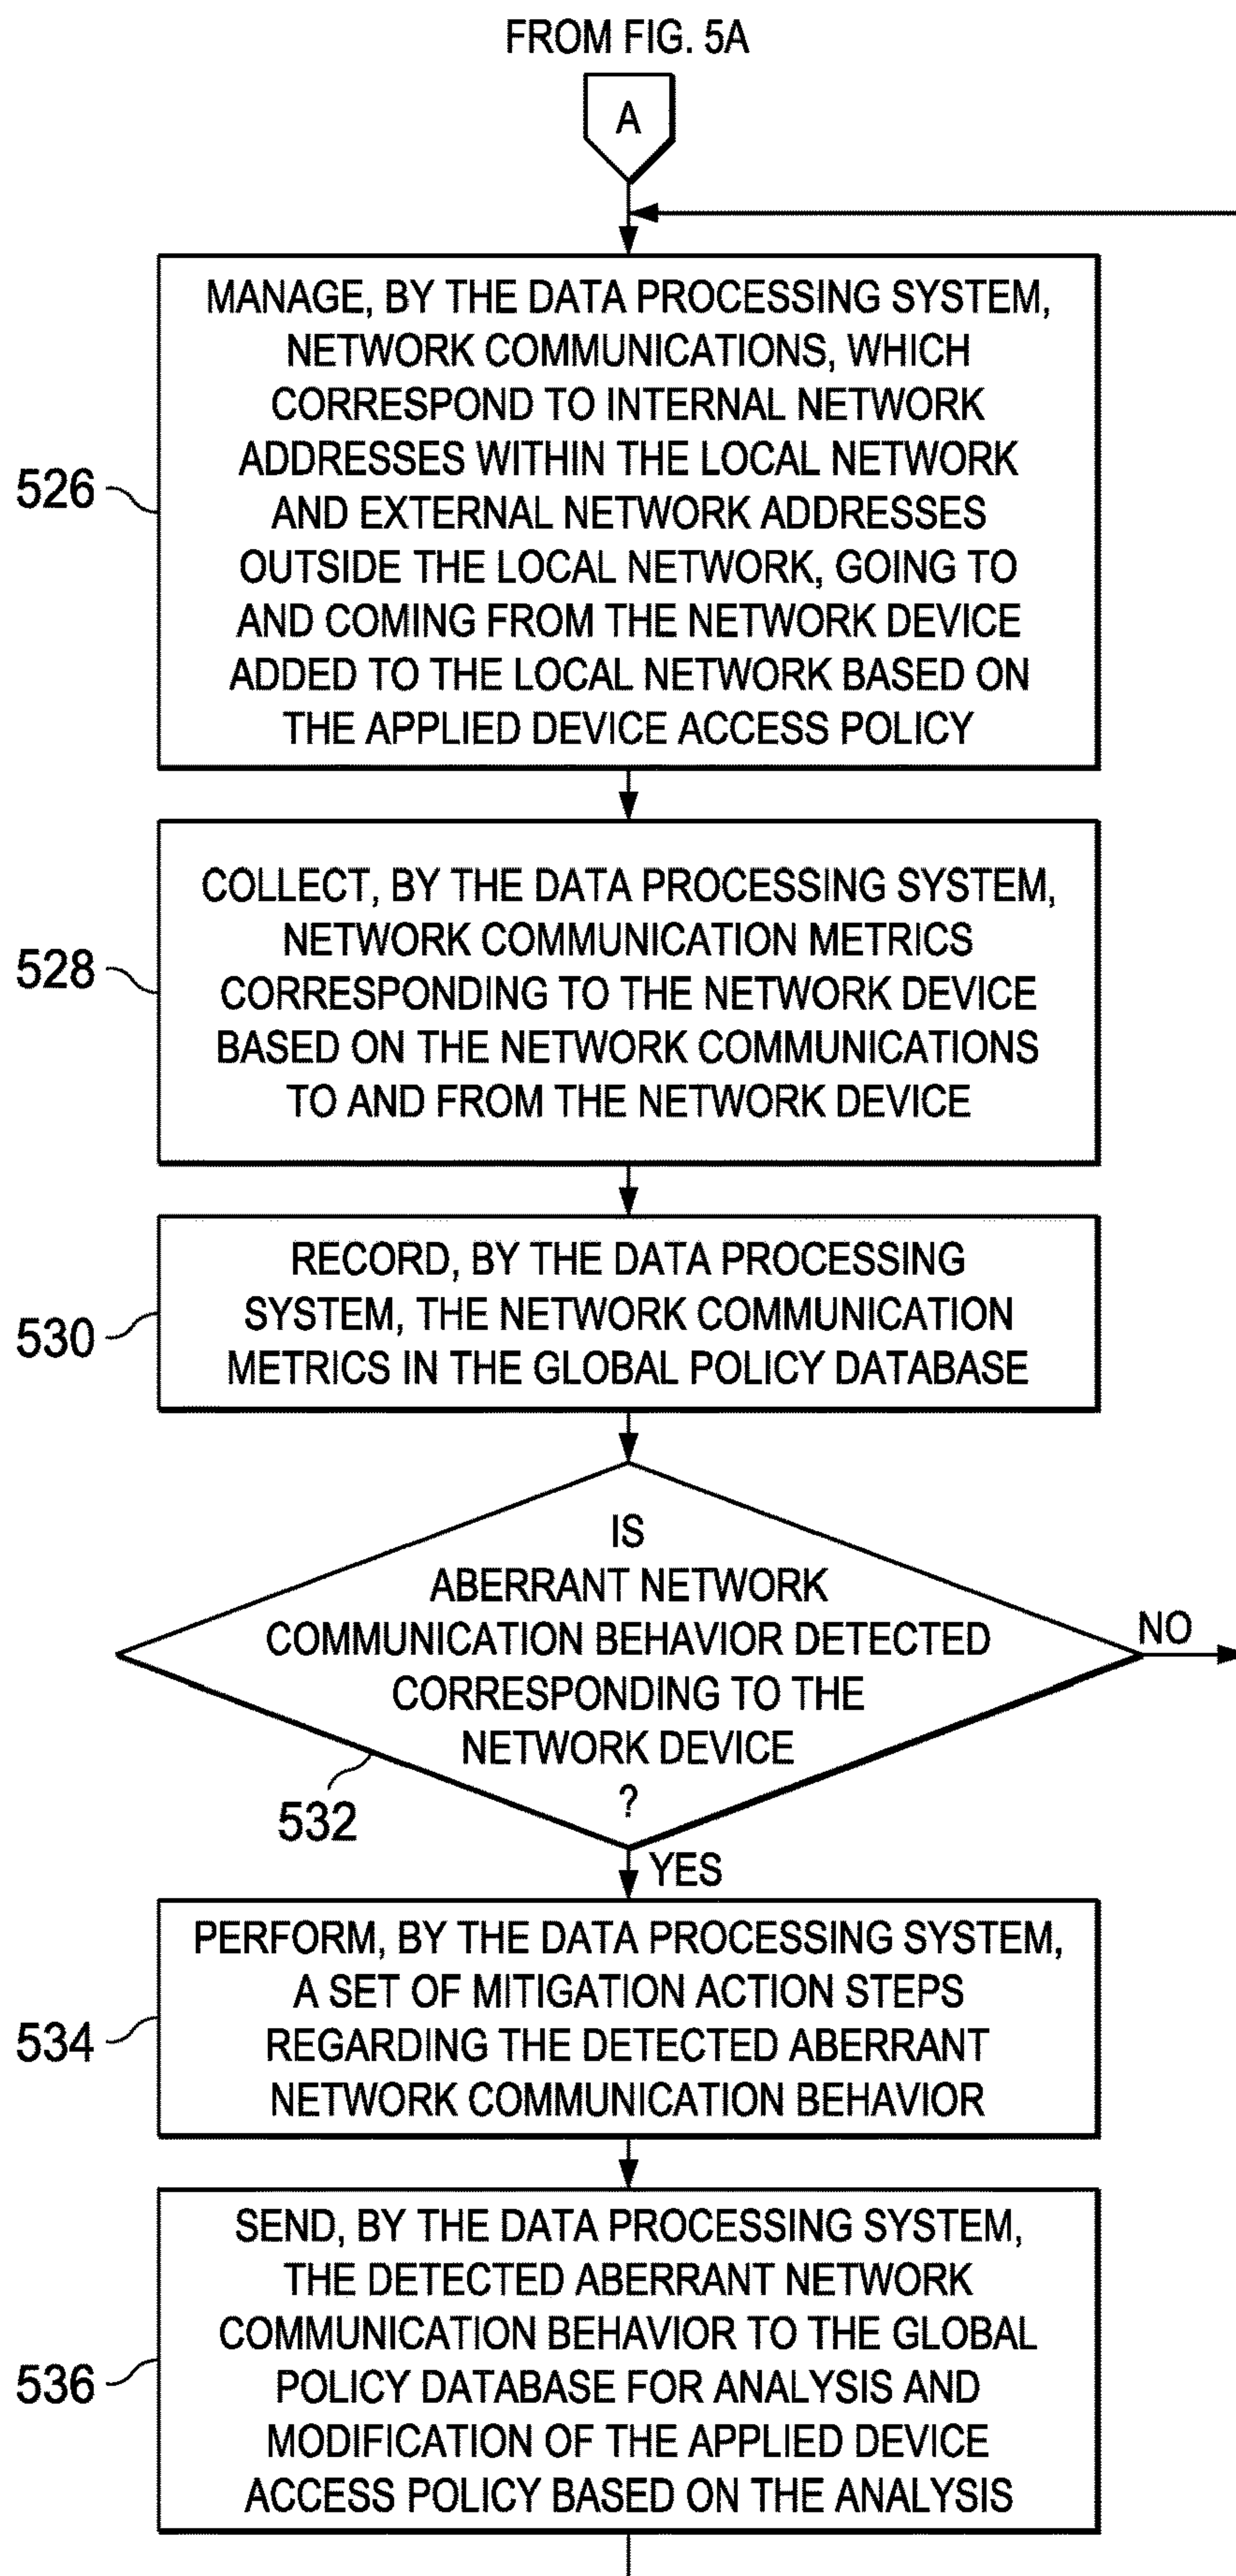 FROM FIG. 5A
A
MANAGE, BY THE DATA PROCESSING SYSTEM,
NETWORK COMMUNICATIONS, WHICH
CORRESPOND TO INTERNAL NETWORK
ADDRESSES WITHIN THE LOCAL NETWORK
AND EXTERNAL NETWORK ADDRESSES
OUTSIDE THE LOCAL NETWORK, GOING TO
AND COMING FROM THE NETWORK DEVICE
ADDED TO THE LOCAL NETWORK BASED ON
THE APPLIED DEVICE ACCESS POLICY
526
COLLECT, BY THE DATA PROCESSING SYSTEM,
NETWORK COMMUNICATION METRICS
CORRESPONDING TO THE NETWORK DEVICE
BASED ON THE NETWORK COMMUNICATIONS
TO AND FROM THE NETWORK DEVICE
528
RECORD, BY THE DATA PROCESSING
SYSTEM, THE NETWORK COMMUNICATION
METRICS IN THE GLOBAL POLICY DATABASE
530
IS
ABERRANT NETWORK
COMMUNICATION BEHAVIOR DETECTED
CORRESPONDING TO THE
NETWORK DEVICE
?
NO
532
YES
PERFORM, BY THE DATA PROCESSING SYSTEM,
A SET OF MITIGATION ACTION STEPS
REGARDING THE DETECTED ABERRANT
NETWORK COMMUNICATION BEHAVIOR
534
SEND, BY THE DATA PROCESSING SYSTEM,
THE DETECTED ABERRANT NETWORK
COMMUNICATION BEHAVIOR TO THE GLOBAL
POLICY DATABASE FOR ANALYSIS AND
MODIFICATION OF THE APPLIED DEVICE
ACCESS POLICY BASED ON THE ANALYSIS
536